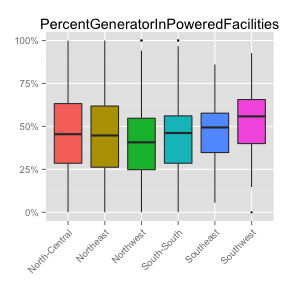 PercentGeneratorInPoweredFacilities
100%
75%
50%
25%
0%
North-Central
Northeast
Northwest
South-South
Southeast
Southwest